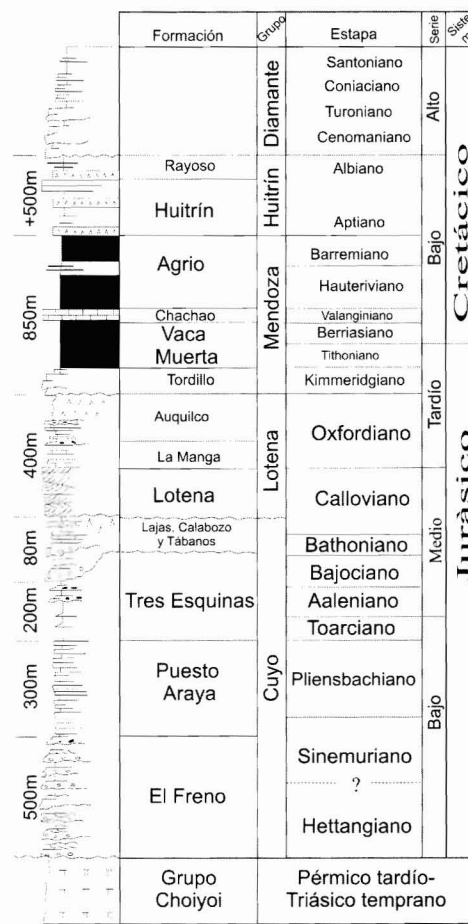 Formación Grupo Estapa Serie Sistema
+500m
850m
400m
80m
200m
300m
500m
Rayoso
Huitrín
Agrio
Chachao
Vaca
Muerta
Tordillo
Auquilco
La Manga
Lotena
Lajas, Calabozo
y Tábanos
Tres Esquinas
Puesto
Araya
El Freno
Grupo
Choiyoi
Diamante
Huitrín
Mendoza
Lotena
Cuyo
Santoniano
Coniaciano
Turoniano
Cenomaniano
Albiano
Aptiano
Barremiano
Hauteriviano
Valanginiano
Berriasiano
Tithoniano
Kimmeridgiano
Oxfordiano
Calloviano
Bathoniano
Bajociano
Aaleniano
Toarciano
Pliensbachiano
Sinemuriano
?
Hettangiano
Pérmico tardío-
Triásico temprano
Alto
Bajo
Tardío
Medio
Bajo
Cretácico
Juràsico